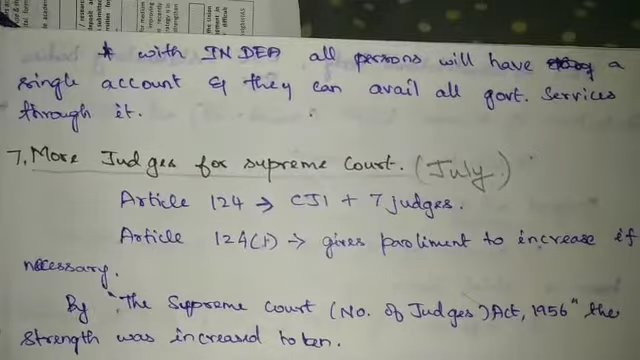 * with INDEA all persons will have a
single account & they can avail all govt. services
through it.
7. More Judges for supreme court. (July)
Article 124 → CJI + 7 judges.
Article 124(1) → gives parliment to increase if
necessary.
By "The Supreme Court (No. of Judges) Act, 1956" the
strength was increased to ten.